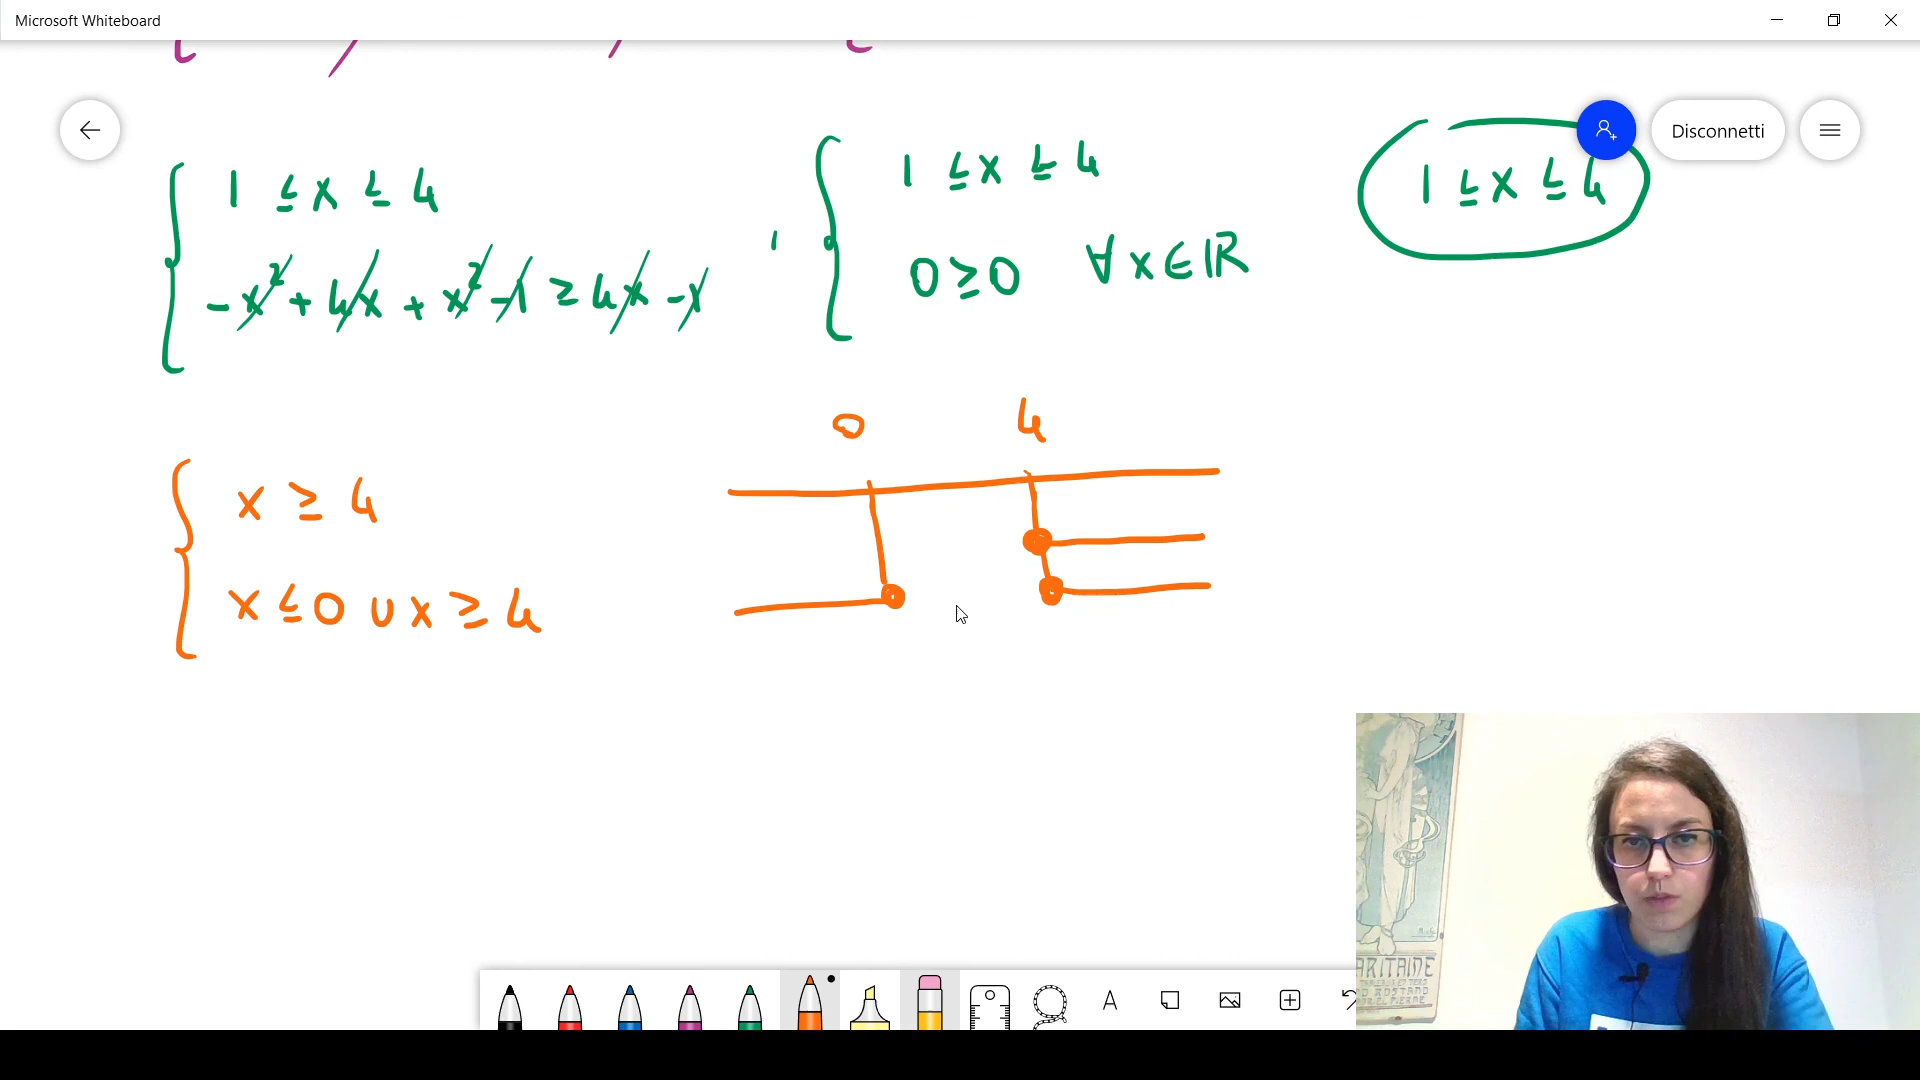 Microsoft Whiteboard
Disconnetti
1 ≤ x ≤ 4
-x² + 4x + x² - 1 ≥ 4x - 1
1 ≤ x ≤ 4
0 ≥ 0 ∀ x ∈ ℝ
1 ≤ x ≤ 4
0 4
x ≥ 4
x ≤ 0 ∪ x ≥ 4
A